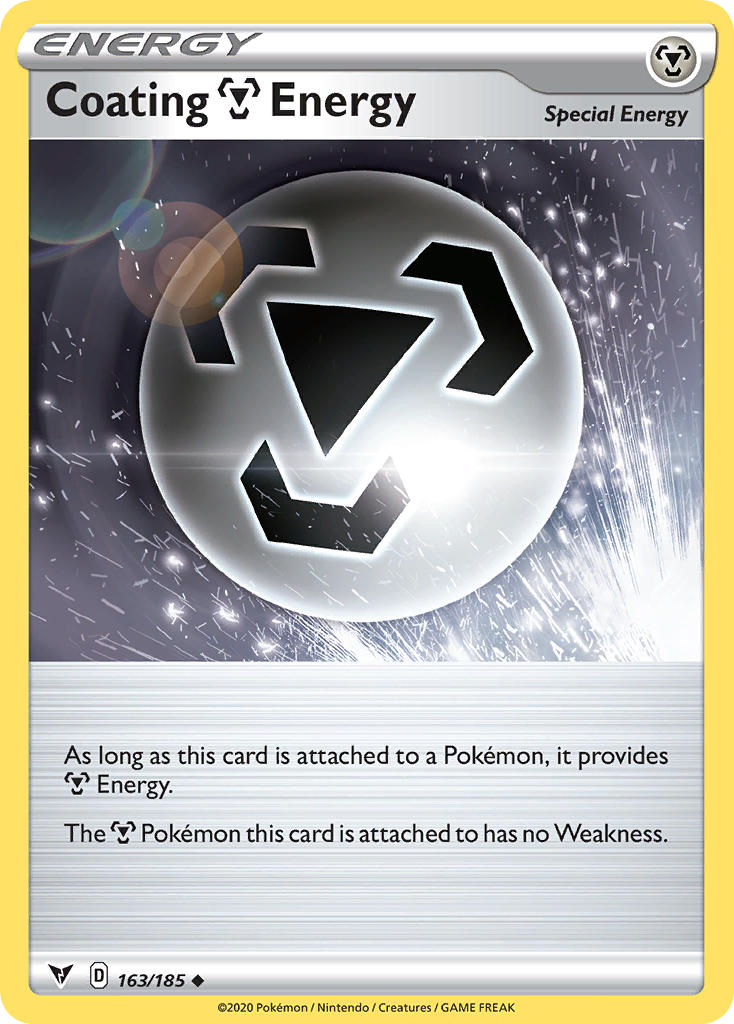 ENERGY
Coating Energy
Special Energy
As long as this card is attached to a Pokémon, it provides
Energy.
The Pokémon this card is attached to has no Weakness.
D 163/185
©2020 Pokémon / Nintendo / Creatures / GAME FREAK